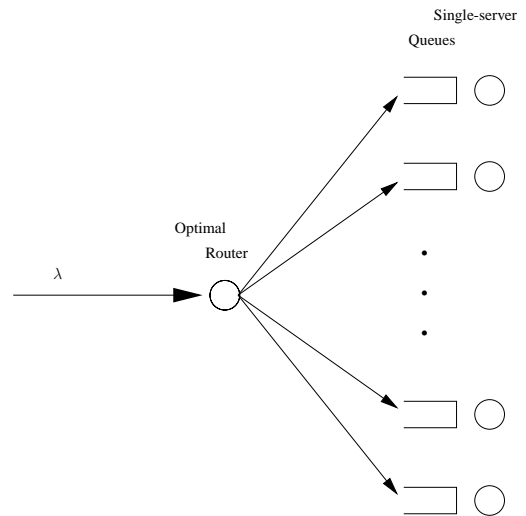 Single-server
Queues
Optimal
Router
λ